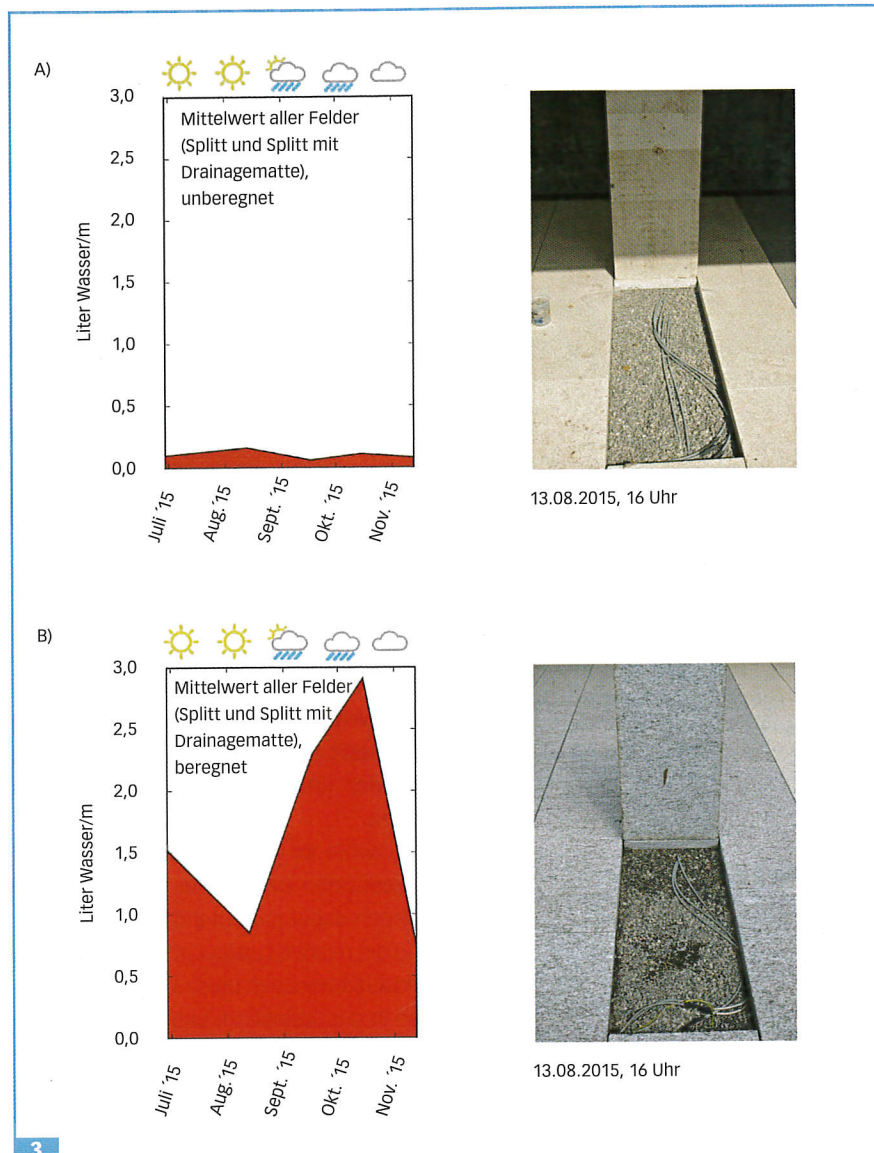 A)
3,0
Mittelwert aller Felder
(Splitt und Splitt mit
Drainagematte),
unberegnet
2,5
2,0
1,5
1,0
0,5
0,0
Liter Wasser/m
Juli ´15
Aug. ´15
Sept. ´15
Okt. ´15
Nov. ´15
13.08.2015, 16 Uhr
B)
3,0
Mittelwert aller Felder
(Splitt und Splitt mit
Drainagematte),
beregnet
2,5
2,0
1,5
1,0
0,5
0,0
Liter Wasser/m
Juli ´15
Aug. ´15
Sept. ´15
Okt. ´15
Nov. ´15
13.08.2015, 16 Uhr
3